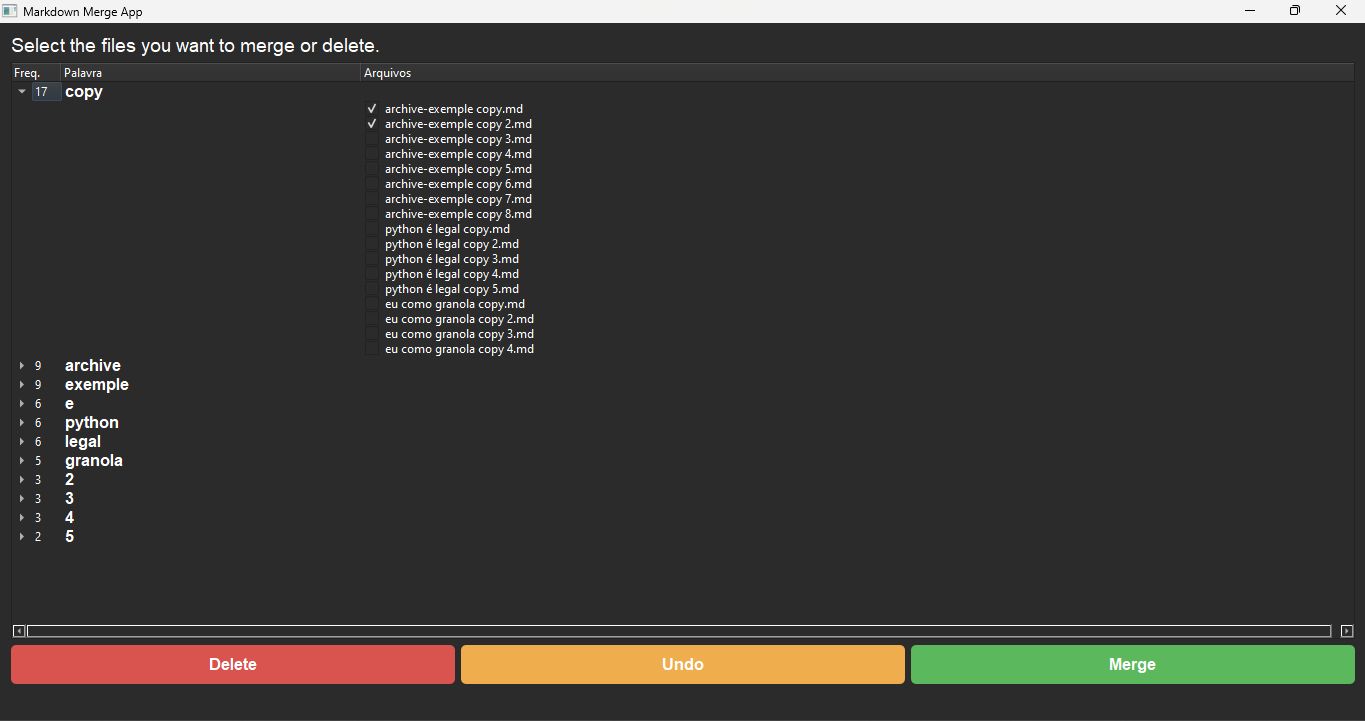 Markdown Merge App
Select the files you want to merge or delete.
Freq. Palavra Arquivos
17 copy
archive-exemple copy.md
archive-exemple copy 2.md
archive-exemple copy 3.md
archive-exemple copy 4.md
archive-exemple copy 5.md
archive-exemple copy 6.md
archive-exemple copy 7.md
archive-exemple copy 8.md
python é legal copy.md
python é legal copy 2.md
python é legal copy 3.md
python é legal copy 4.md
python é legal copy 5.md
eu como granola copy.md
eu como granola copy 2.md
eu como granola copy 3.md
eu como granola copy 4.md
9 archive
9 exemple
6 e
6 python
6 legal
5 granola
3 2
3 3
3 4
2 5
Delete Undo Merge